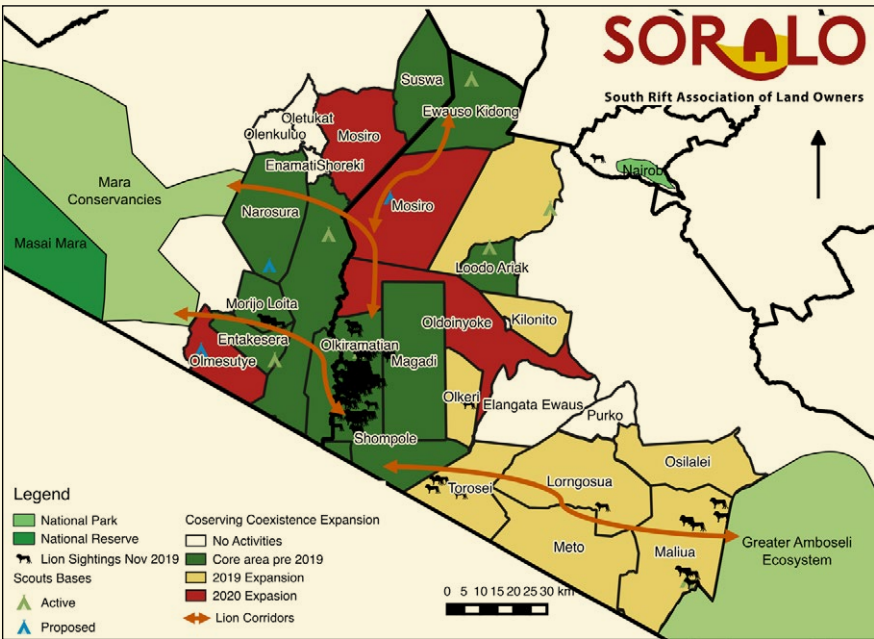 SORALO
South Rift Association of Land Owners
Suswa
Ewauso Kidong
Oletukat
Olenkuluo
Mosiro
EnamatiShoreki
Nairob
Mara
Conservancies
Narosura
Mosiro
Masai Mara
Loodo Ariak
Morijo Loita
Oldoinyoke
Kilonito
Entakesera
Olkiramatian
Olmesutye
Magadi
Olkeri
Elangata Ewaus
Purko
Shompole
Osilalei
Torosei
Lorngosua
Meto
Maliua
Greater Amboseli
Ecosystem
Legend
National Park
National Reserve
Lion Sightings Nov 2019
Scouts Bases
Active
Proposed
Coserving Coexistence Expansion
No Activities
Core area pre 2019
2019 Expansion
2020 Expasion
Lion Corridors
0 5 10 15 20 25 30 km